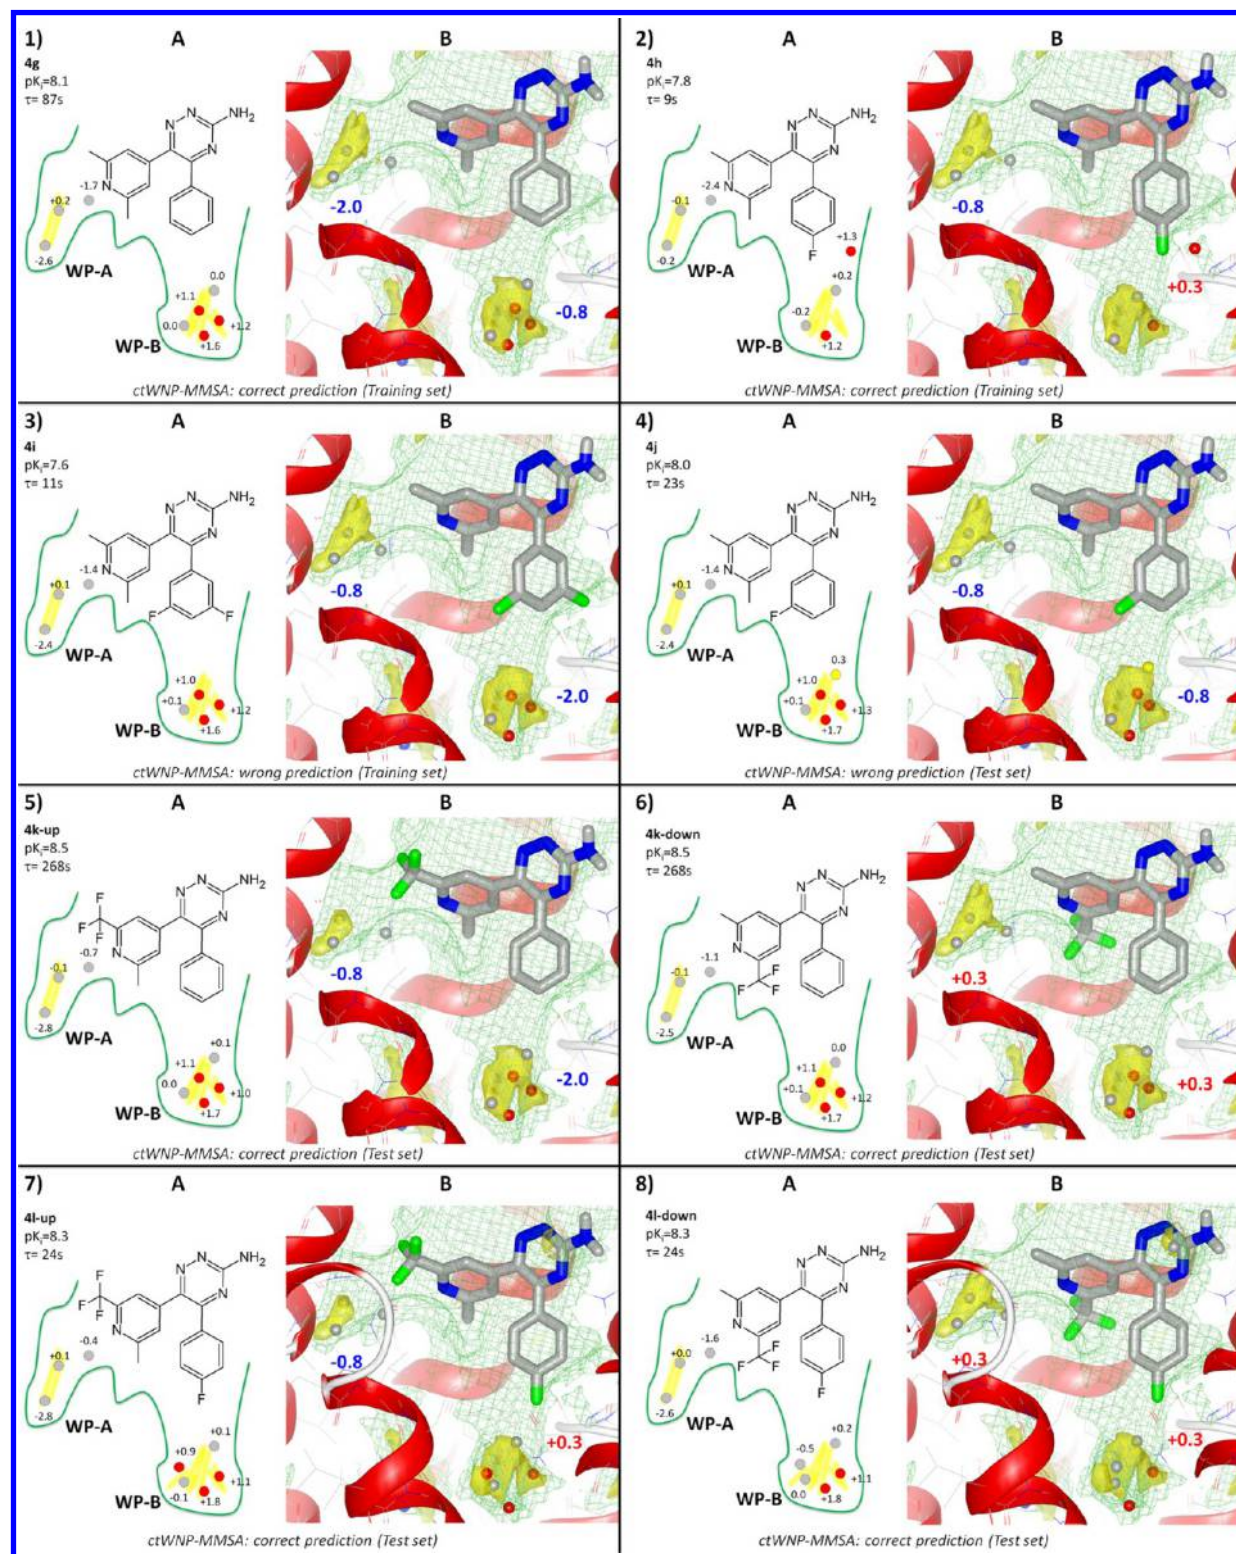 1) A B
4g
pKi=8.1
τ= 87s
N N NH2
N
N
-1.7
+0.2
-2.6
WP-A
0.0
+1.1
0.0
+1.2
+1.6
WP-B
-2.0
-0.8
ctWNP-MMSA: correct prediction (Training set)
2) A B
4h
pKi=7.8
τ= 9s
N N NH2
N
N
-2.4
-0.1
-0.2
F
+1.3
WP-A
+0.2
-0.2
+1.2
WP-B
-0.8
+0.3
ctWNP-MMSA: correct prediction (Training set)
3) A B
4i
pKi=7.6
τ= 11s
N N NH2
N
N
-1.4
+0.1
F F
-2.4
WP-A
+1.0
+0.1
+1.2
+1.6
WP-B
-0.8
-2.0
ctWNP-MMSA: wrong prediction (Training set)
4) A B
4j
pKi=8.0
τ= 23s
N N NH2
N
N
-1.4
+0.1
F
-2.4
WP-A
0.3
+1.0
+0.1
+1.3
+1.7
WP-B
-0.8
-0.8
ctWNP-MMSA: wrong prediction (Test set)
5) A B
4k-up
pKi=8.5
τ= 268s
N N NH2
F
F N
F
N
-0.7
-0.1
-2.8
WP-A
+0.1
+1.1
0.0
+1.0
+1.7
WP-B
-0.8
-2.0
ctWNP-MMSA: correct prediction (Test set)
6) A B
4k-down
pKi=8.5
τ= 268s
N N NH2
N
N
-1.1
-0.1
F F
F
-2.5
WP-A
0.0
+1.1
+0.1
+1.2
+1.7
WP-B
+0.3
+0.3
ctWNP-MMSA: correct prediction (Test set)
7) A B
4l-up
pKi=8.3
τ= 24s
N N NH2
F
F N
F
N
-0.4
+0.1
F
-2.8
WP-A
+0.1
+0.9
+1.1
-0.1
+1.8
WP-B
-0.8
+0.3
ctWNP-MMSA: correct prediction (Test set)
8) A B
4l-down
pKi=8.3
τ= 24s
N N NH2
N
N
-1.6
+0.0
F F
F
F
-2.6
WP-A
+0.2
-0.5
+1.1
0.0
+1.8
WP-B
+0.3
+0.3
ctWNP-MMSA: correct prediction (Test set)